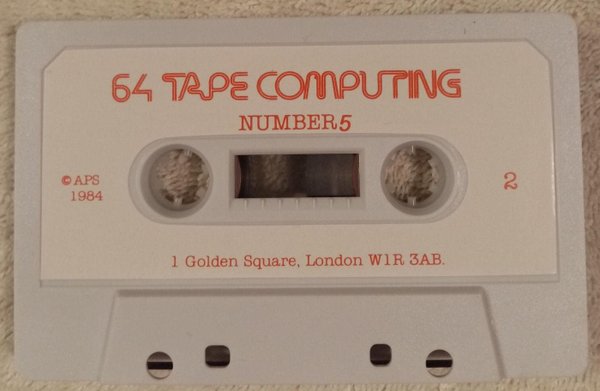 64 TAPE COMPUTING
NUMBER 5
© APS
1984
2
1 Golden Square, London W1R 3AB.